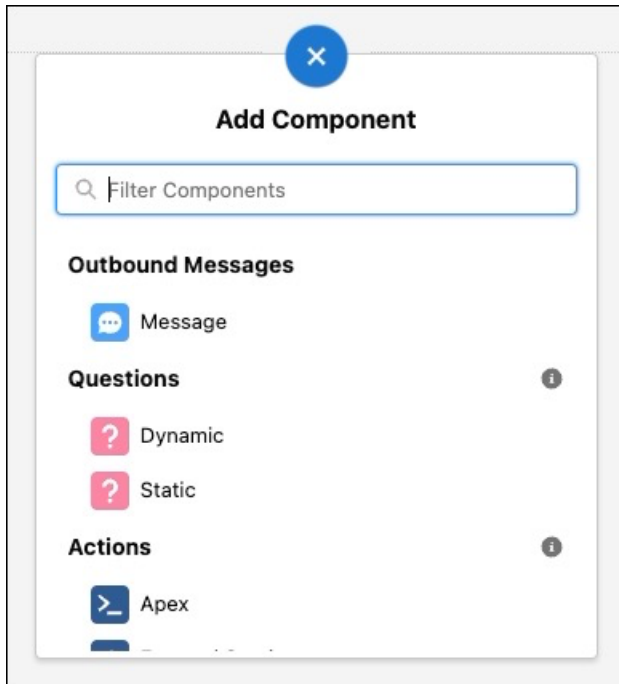 Add Component
Filter Components
Outbound Messages
Message
Questions
Dynamic
Static
Actions
Apex